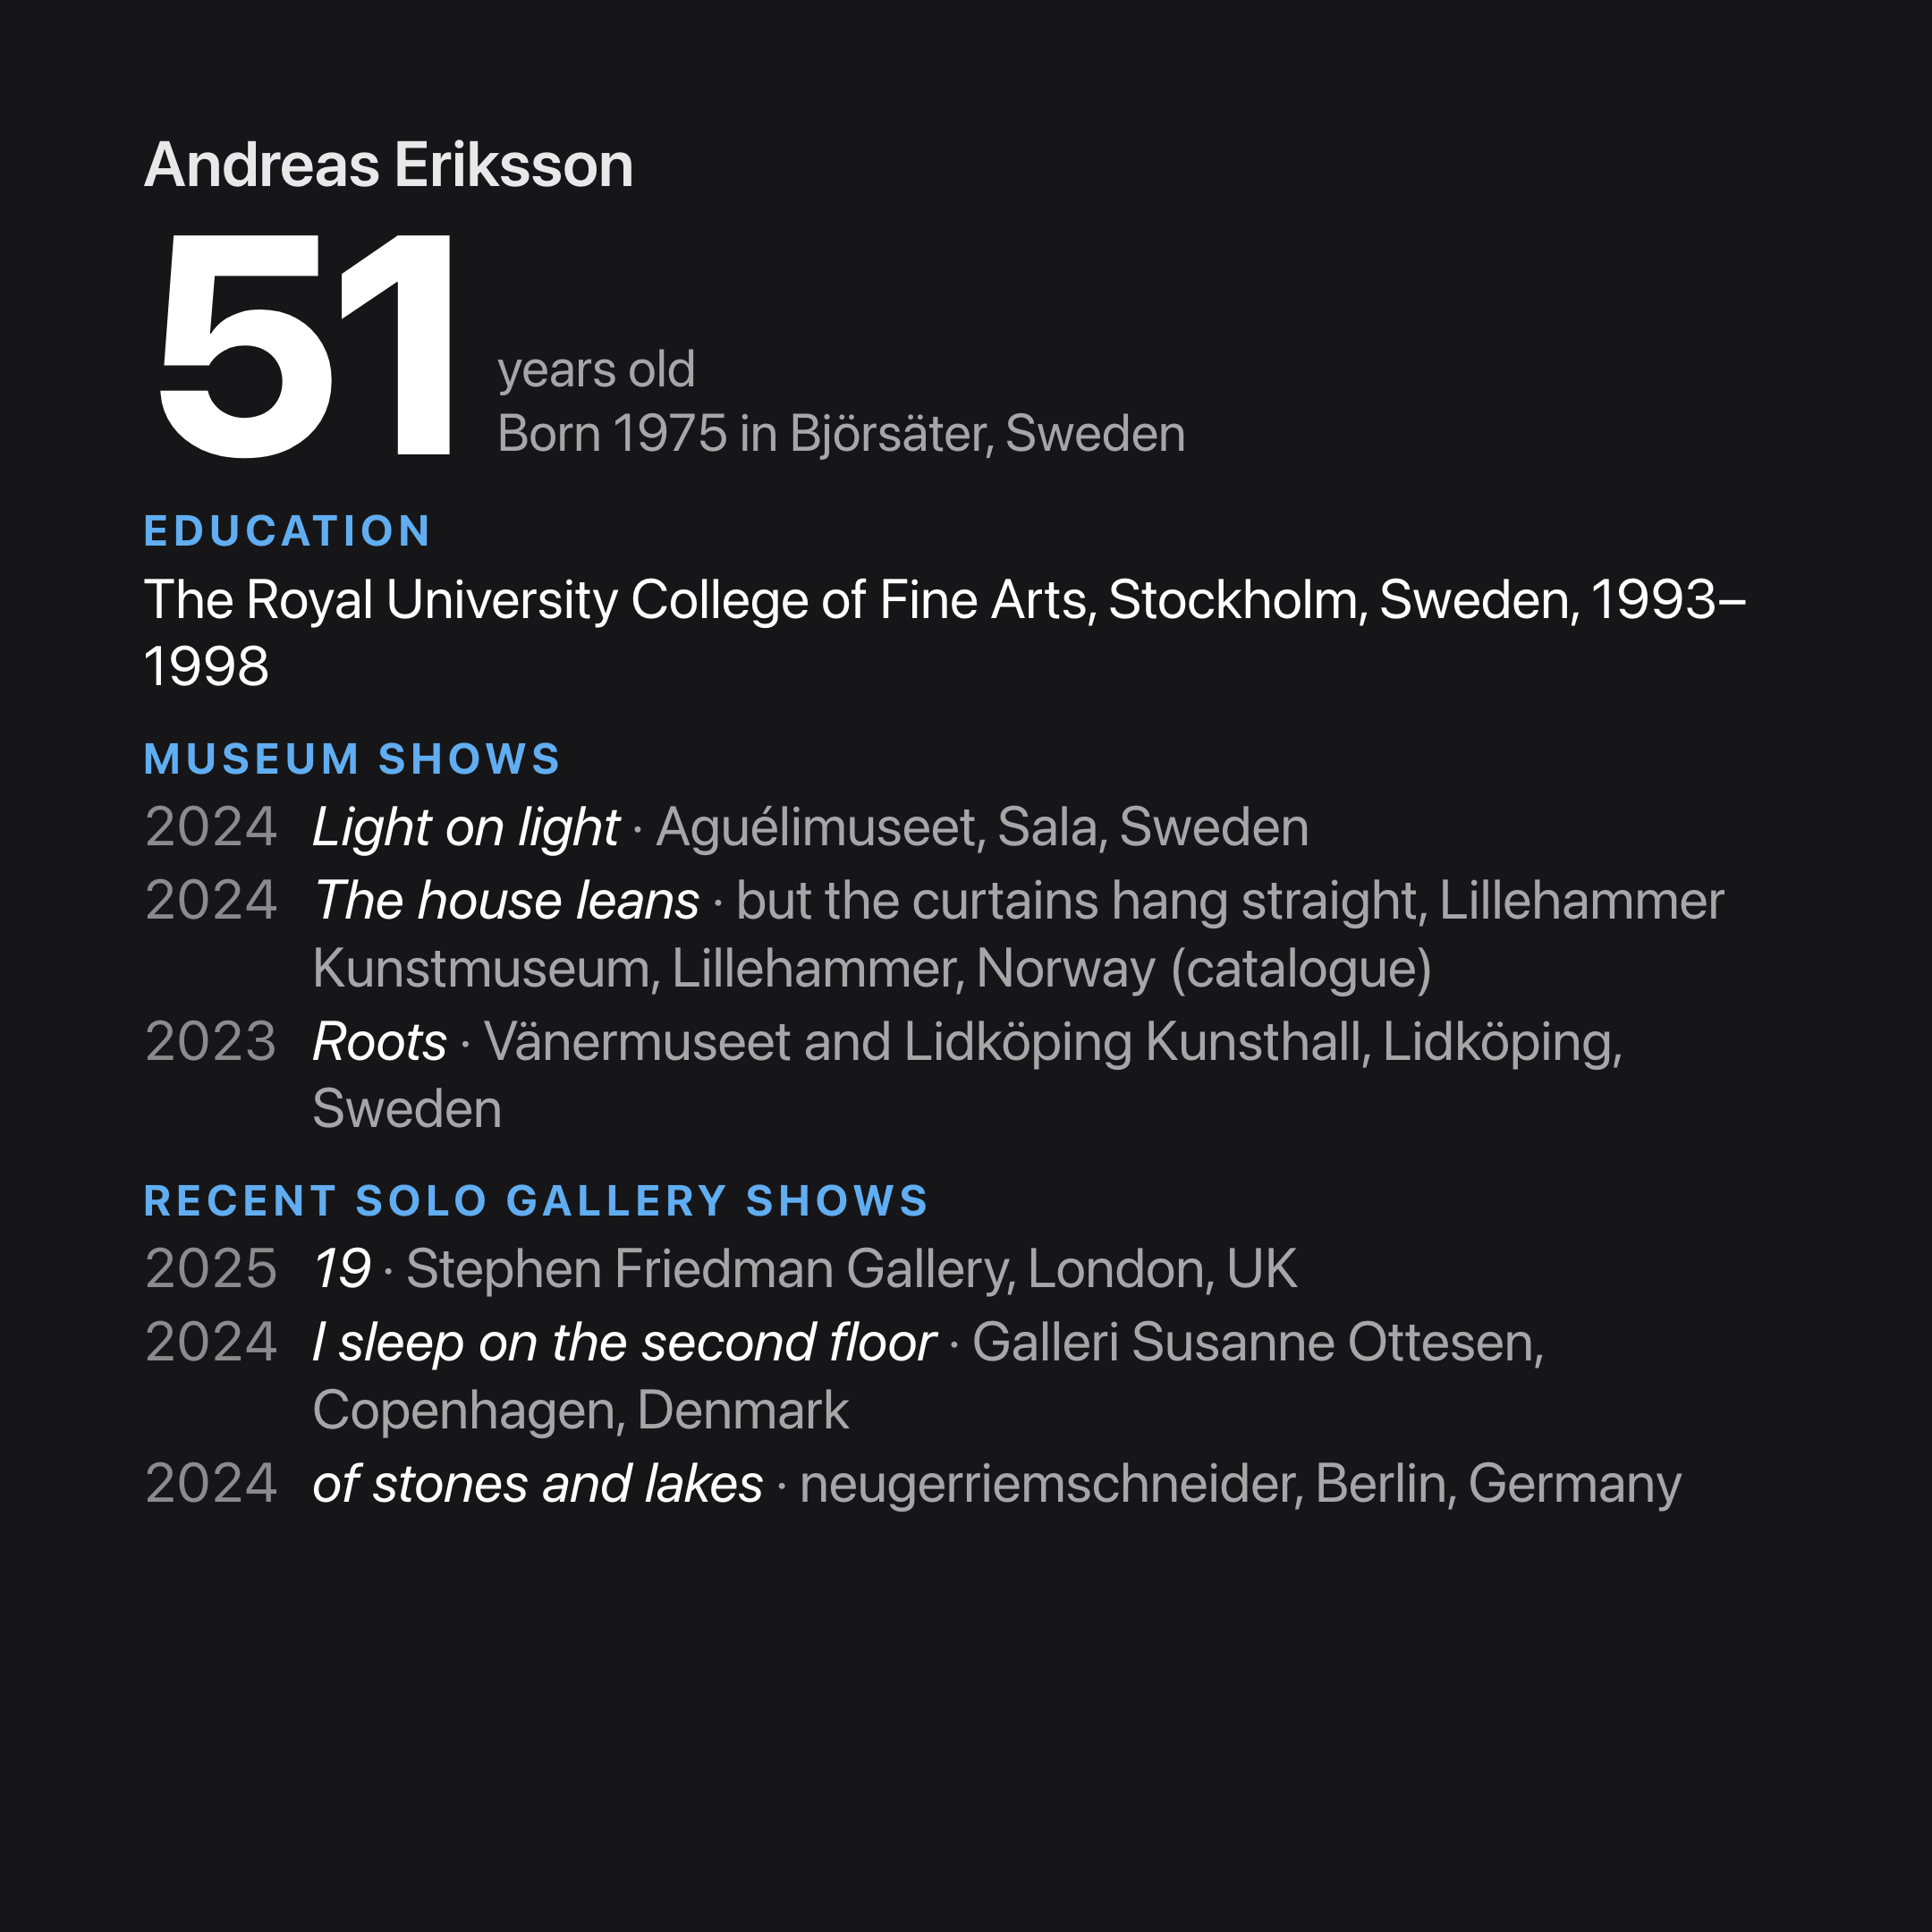 Andreas Eriksson
51
years old
Born 1975 in Björsäter, Sweden
EDUCATION
The Royal University College of Fine Arts, Stockholm, Sweden, 1993–
1998
MUSEUM SHOWS
2024 Light on light · Aguélimuseet, Sala, Sweden
2024 The house leans · but the curtains hang straight, Lillehammer
Kunstmuseum, Lillehammer, Norway (catalogue)
2023 Roots · Vänermuseet and Lidköping Kunsthall, Lidköping,
Sweden
RECENT SOLO GALLERY SHOWS
2025 19 · Stephen Friedman Gallery, London, UK
2024 I sleep on the second floor · Galleri Susanne Ottesen,
Copenhagen, Denmark
2024 of stones and lakes · neugerriemschneider, Berlin, Germany